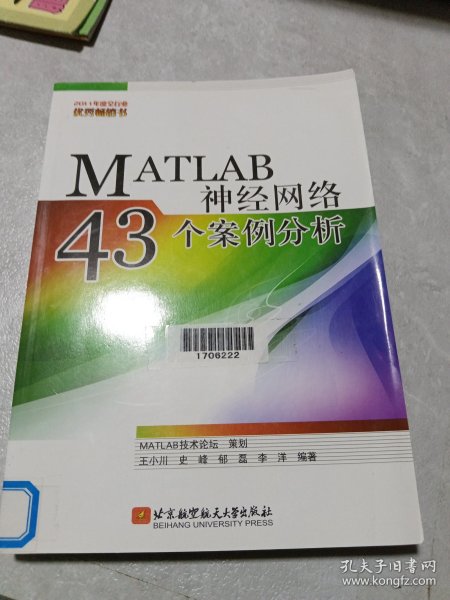 2011年度全行业
优秀畅销书
MATLAB
神经网络
43个案例分析
1706222
MATLAB技术论坛 策划
王小川 史峰 郁磊 李洋 编著
北京航空航天大学出版社
BEIHANG UNIVERSITY PRESS
孔夫子旧书网
www.kongfz.com